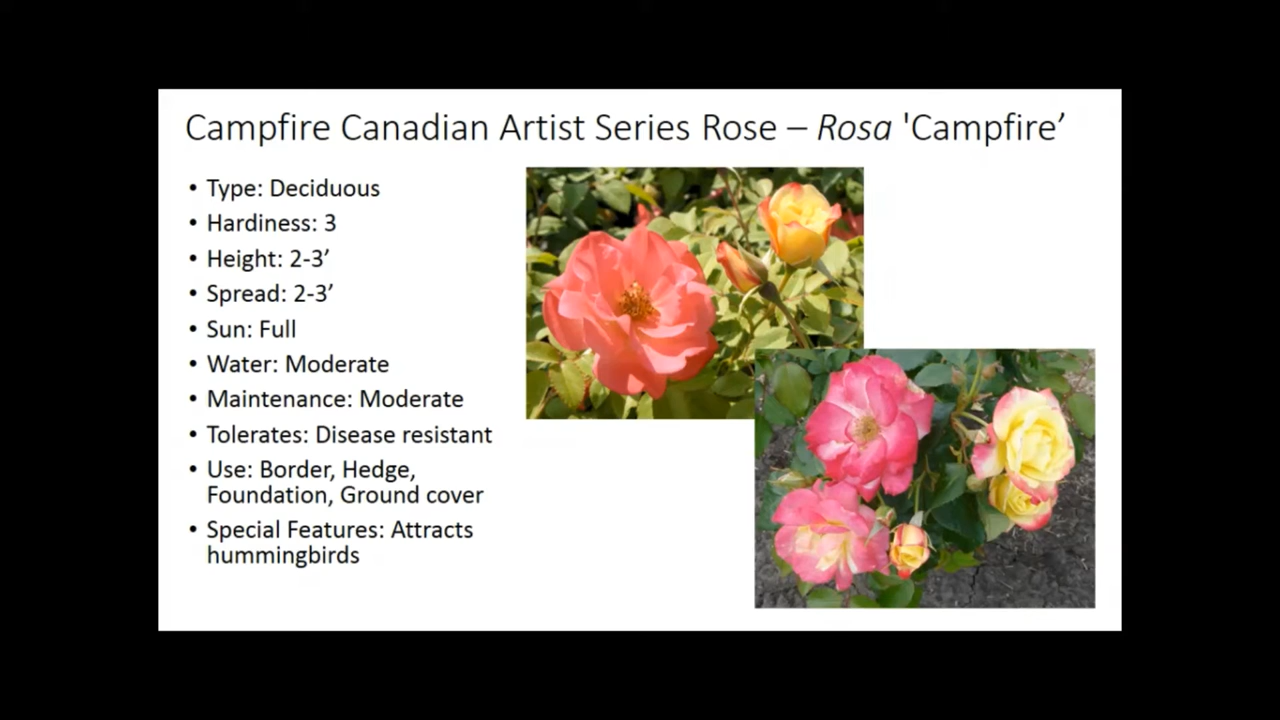 Campfire Canadian Artist Series Rose – Rosa 'Campfire’
• Type: Deciduous
• Hardiness: 3
• Height: 2-3’
• Spread: 2-3’
• Sun: Full
• Water: Moderate
• Maintenance: Moderate
• Tolerates: Disease resistant
• Use: Border, Hedge,
Foundation, Ground cover
• Special Features: Attracts
hummingbirds